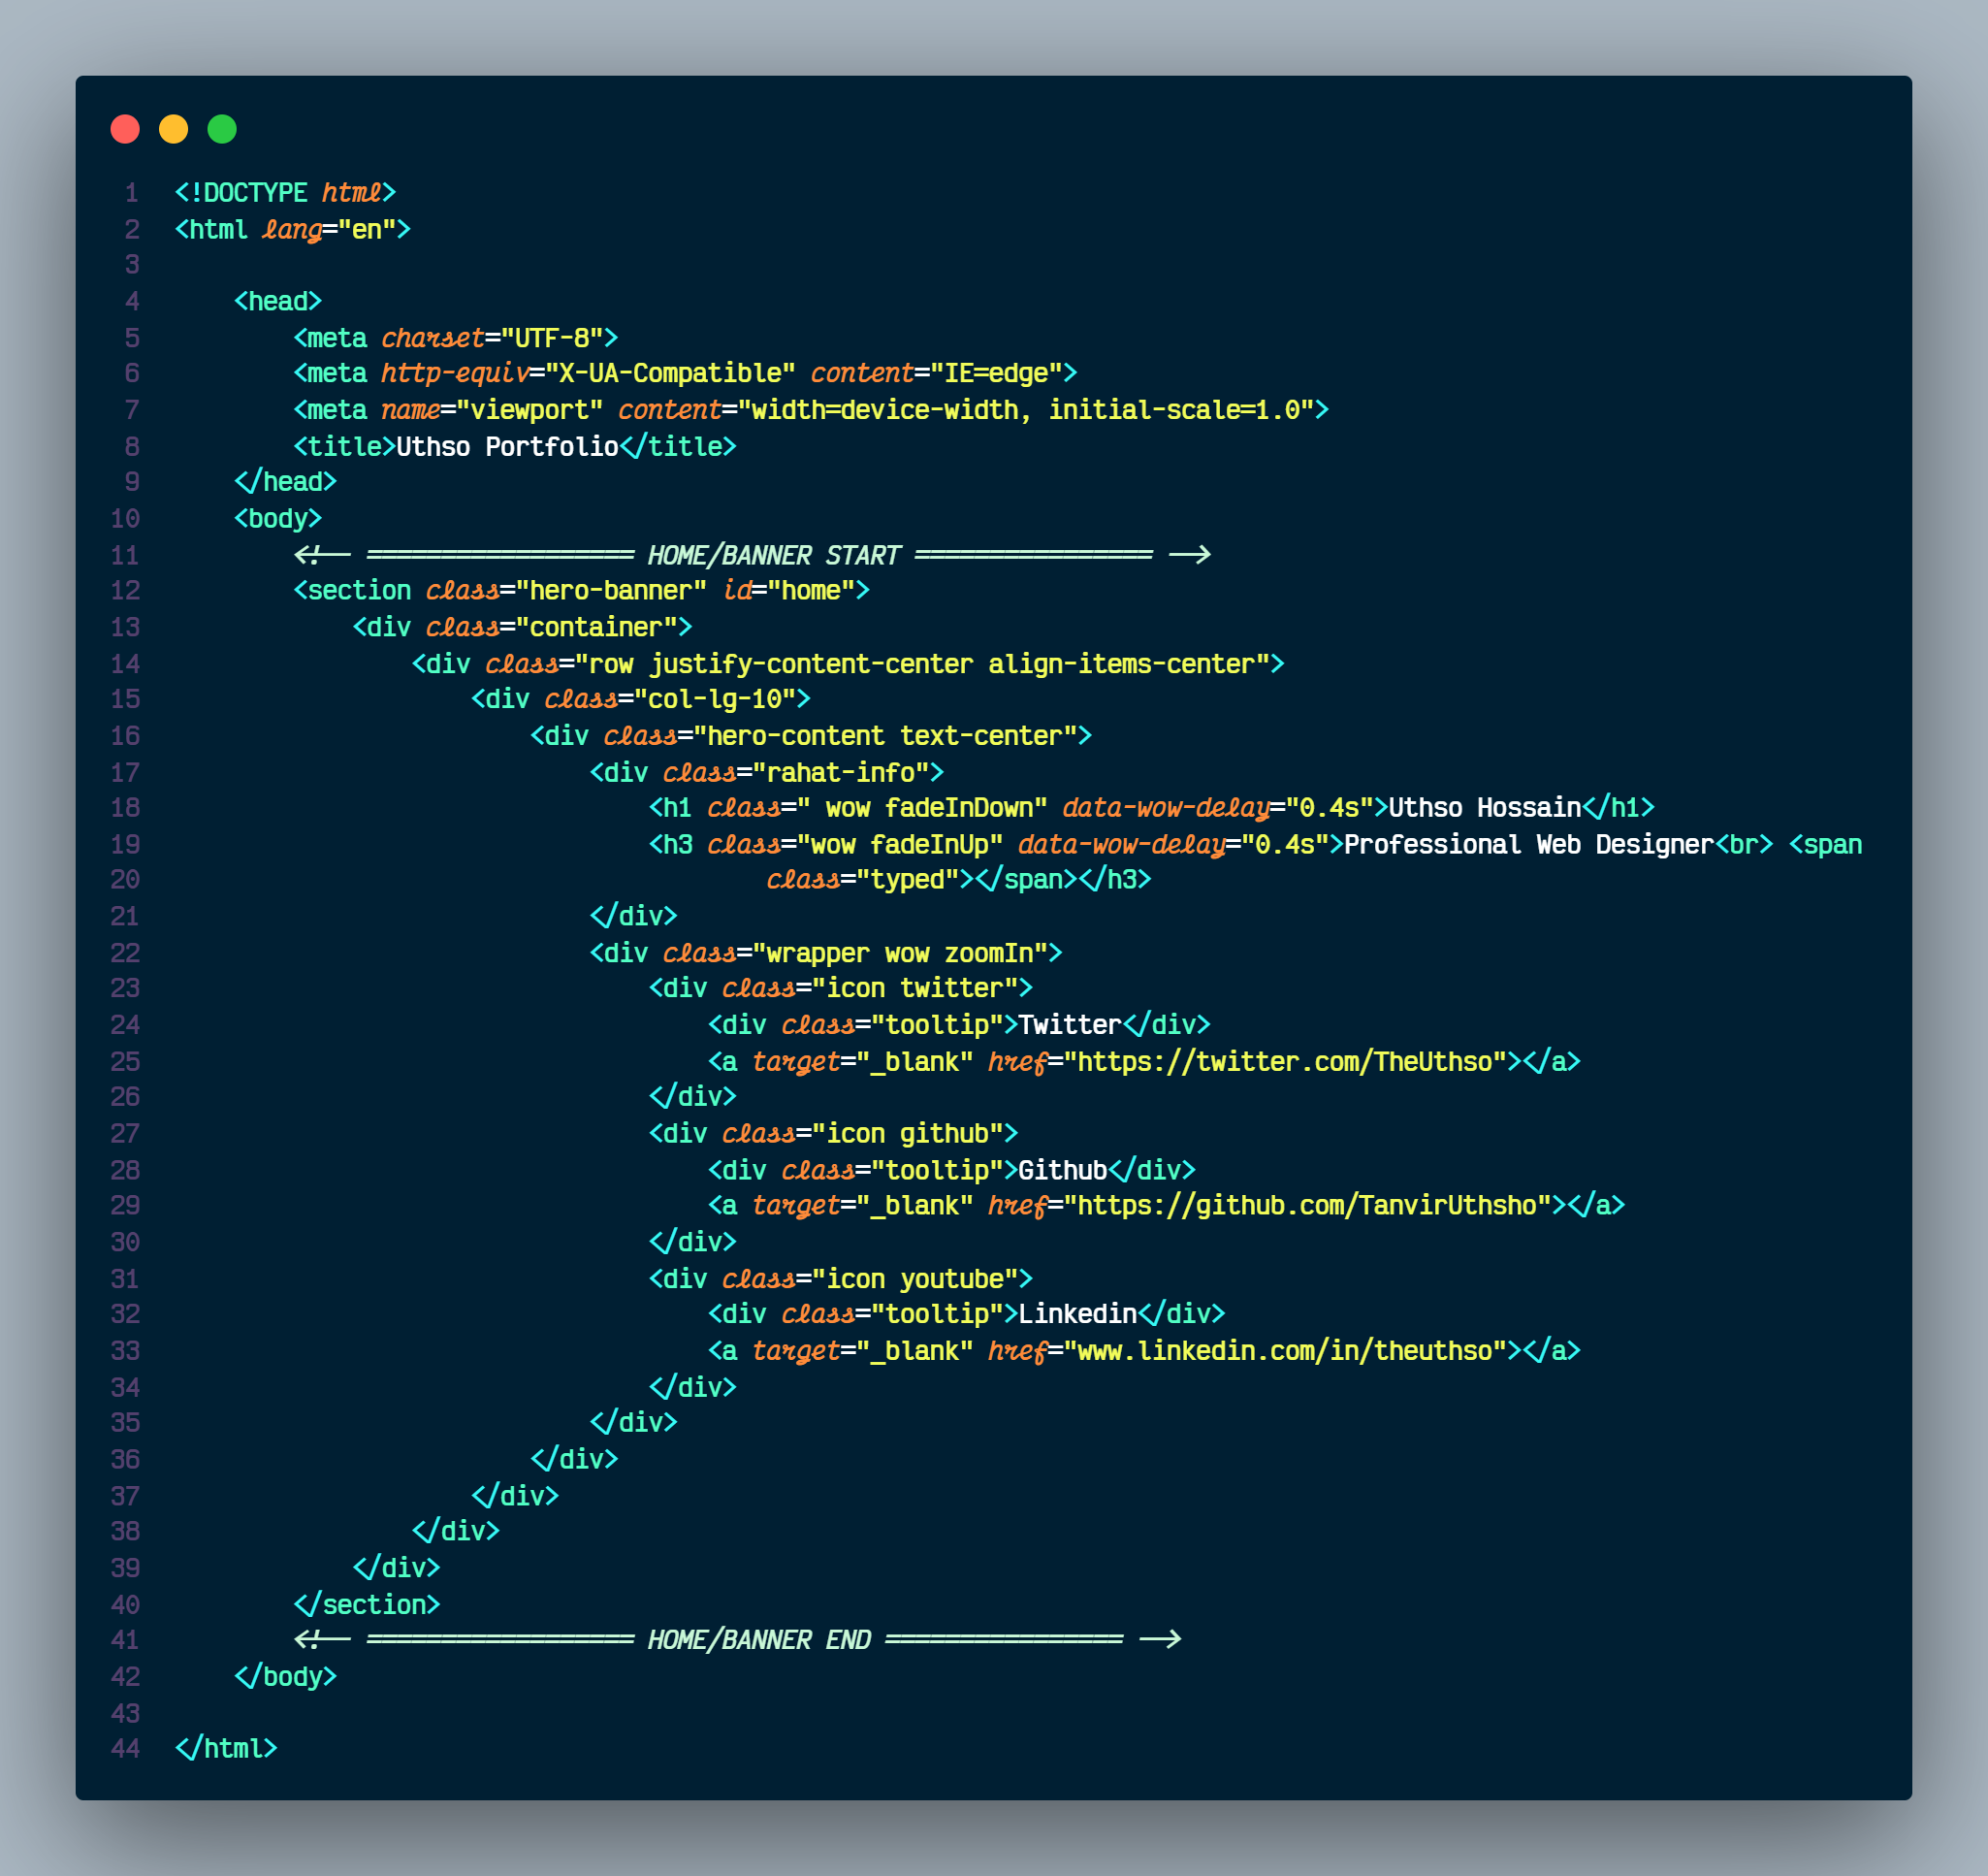 1 <!DOCTYPE html>
2 <html lang="en">
3
4     <head>
5         <meta charset="UTF-8">
6         <meta http-equiv="X-UA-Compatible" content="IE=edge">
7         <meta name="viewport" content="width=device-width, initial-scale=1.0">
8         <title>Uthso Portfolio</title>
9     </head>
10     <body>
11         <!-- ================== HOME/BANNER START ================ -->
12         <section class="hero-banner" id="home">
13             <div class="container">
14                 <div class="row justify-content-center align-items-center">
15                     <div class="col-lg-10">
16                         <div class="hero-content text-center">
17                             <div class="rahat-info">
18                                 <h1 class=" wow fadeInDown" data-wow-delay="0.4s">Uthso Hossain</h1>
19                                 <h3 class="wow fadeInUp" data-wow-delay="0.4s">Professional Web Designer<br> <span
20                                         class="typed"></span></h3>
21                             </div>
22                             <div class="wrapper wow zoomIn">
23                                 <div class="icon twitter">
24                                     <div class="tooltip">Twitter</div>
25                                     <a target="_blank" href="https://twitter.com/TheUthso"></a>
26                                 </div>
27                                 <div class="icon github">
28                                     <div class="tooltip">Github</div>
29                                     <a target="_blank" href="https://github.com/TanvirUthsho"></a>
30                                 </div>
31                                 <div class="icon youtube">
32                                     <div class="tooltip">Linkedin</div>
33                                     <a target="_blank" href="www.linkedin.com/in/theuthso"></a>
34                                 </div>
35                             </div>
36                         </div>
37                     </div>
38                 </div>
39             </div>
40         </section>
41         <!-- ================== HOME/BANNER END ================ -->
42     </body>
43
44 </html>